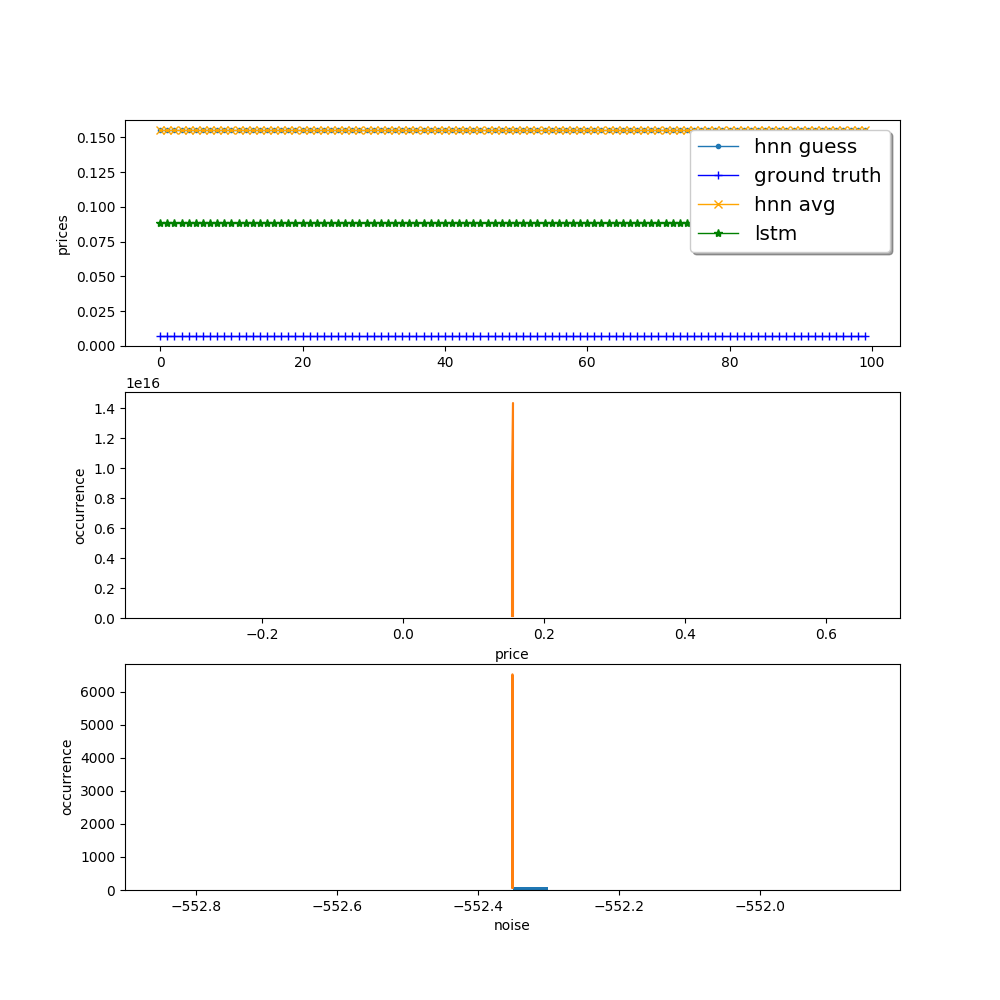 0.150
0.125
0.100
0.075
0.050
0.025
0.000
prices
hnn guess
ground truth
hnn avg
lstm
0 20 40 60 80 100
1e16
1.4
1.2
1.0
0.8
0.6
0.4
0.2
0.0
occurrence
−0.2 0.0 0.2 0.4 0.6
price
6000
5000
4000
3000
2000
1000
0
occurrence
−552.8 −552.6 −552.4 −552.2 −552.0
noise